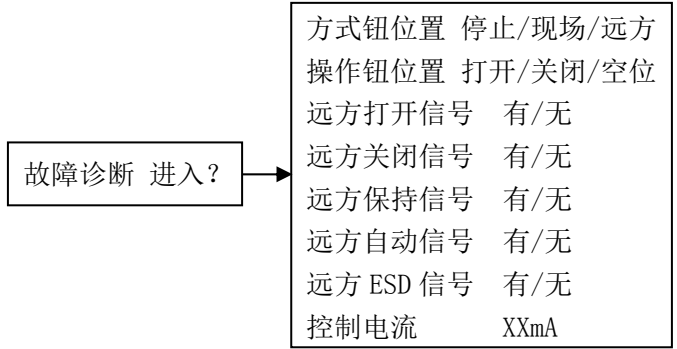 故障诊断 进入？
方式钮位置 停止/现场/远方
操作钮位置 打开/关闭/空位
远方打开信号 有/无
远方关闭信号 有/无
远方保持信号 有/无
远方自动信号 有/无
远方 ESD 信号 有/无
控制电流 XXmA